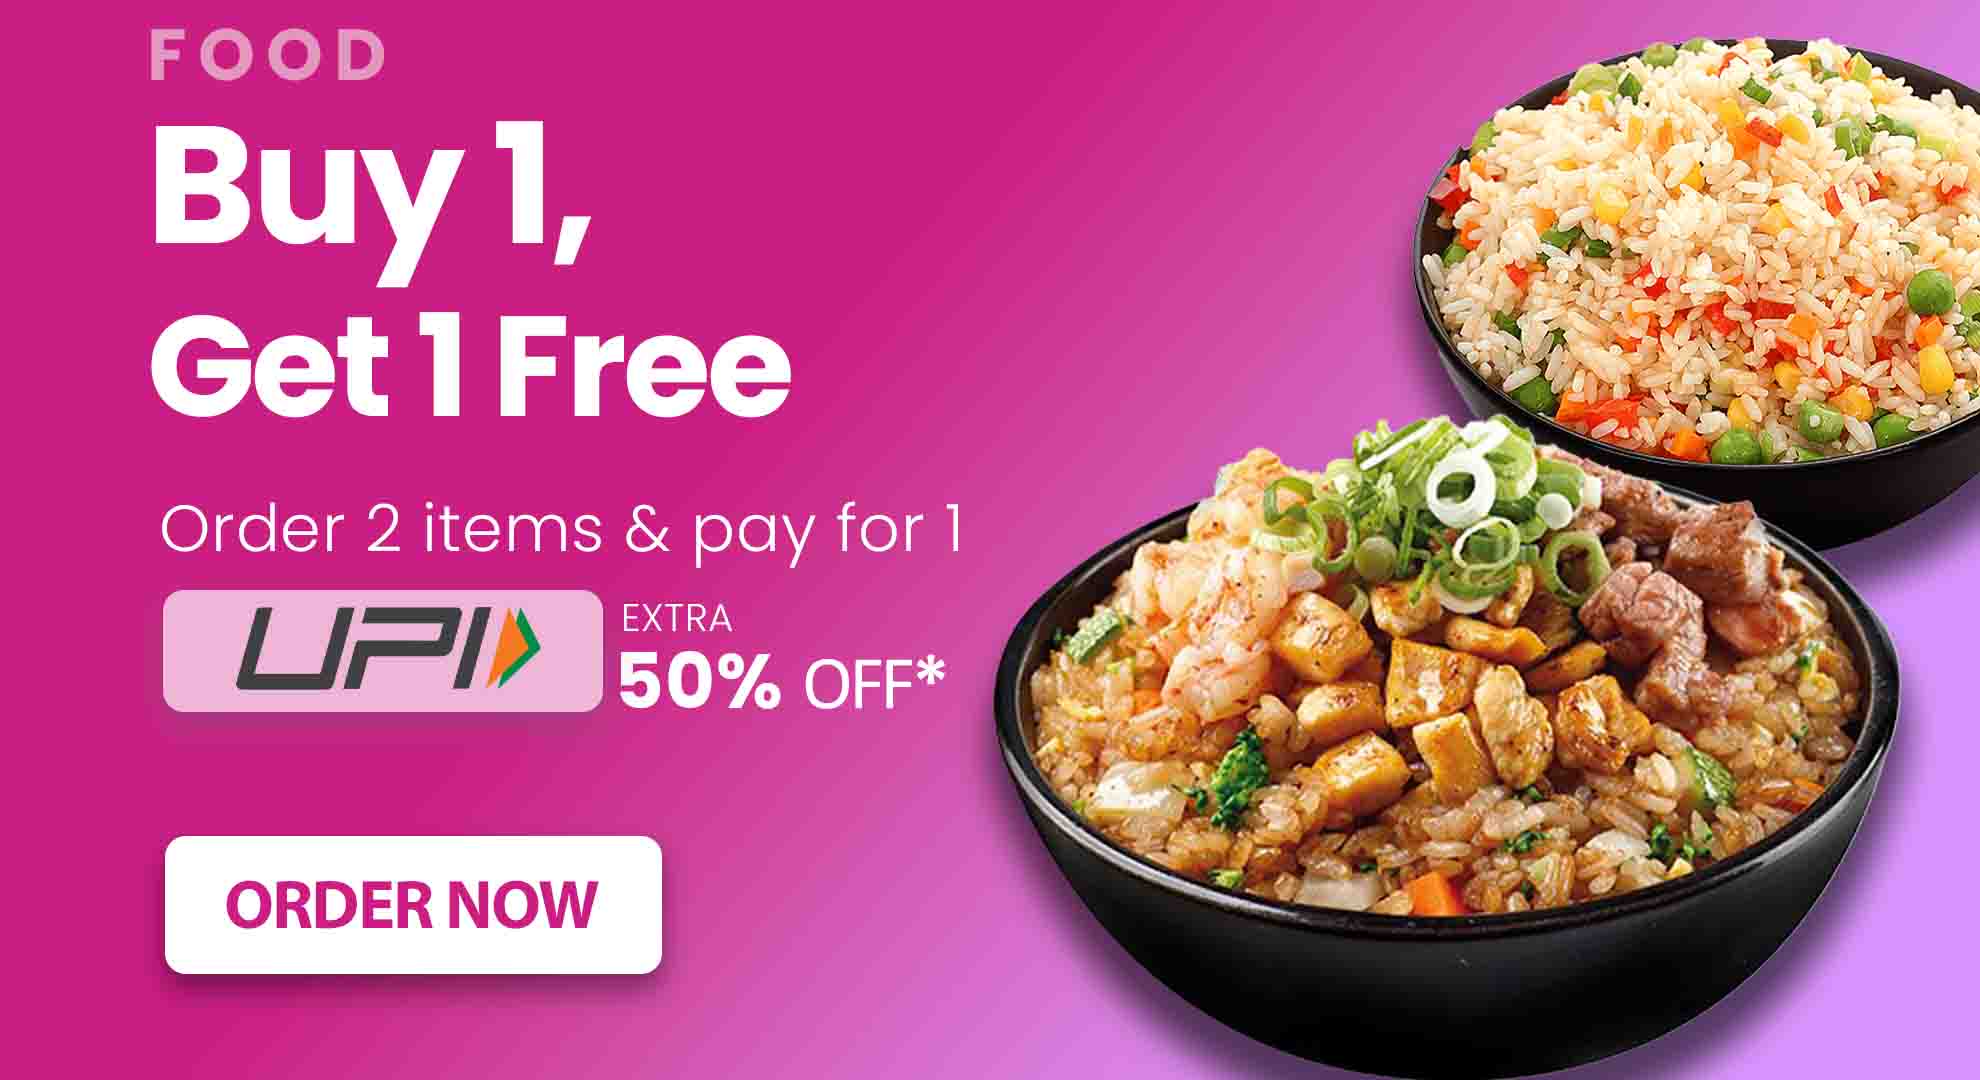 FOOD
Buy 1,
Get 1 Free
Order 2 items & pay for 1
UPI
EXTRA
50% OFF*
ORDER NOW